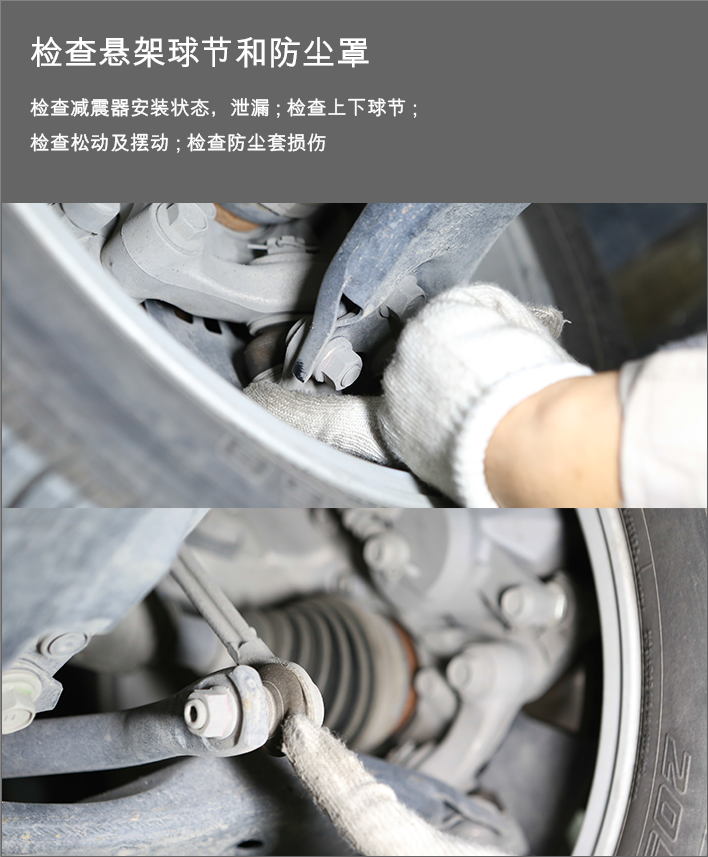 检查悬架球节和防尘罩
检查减震器安装状态，泄漏；检查上下球节；
检查松动及摆动；检查防尘套损伤